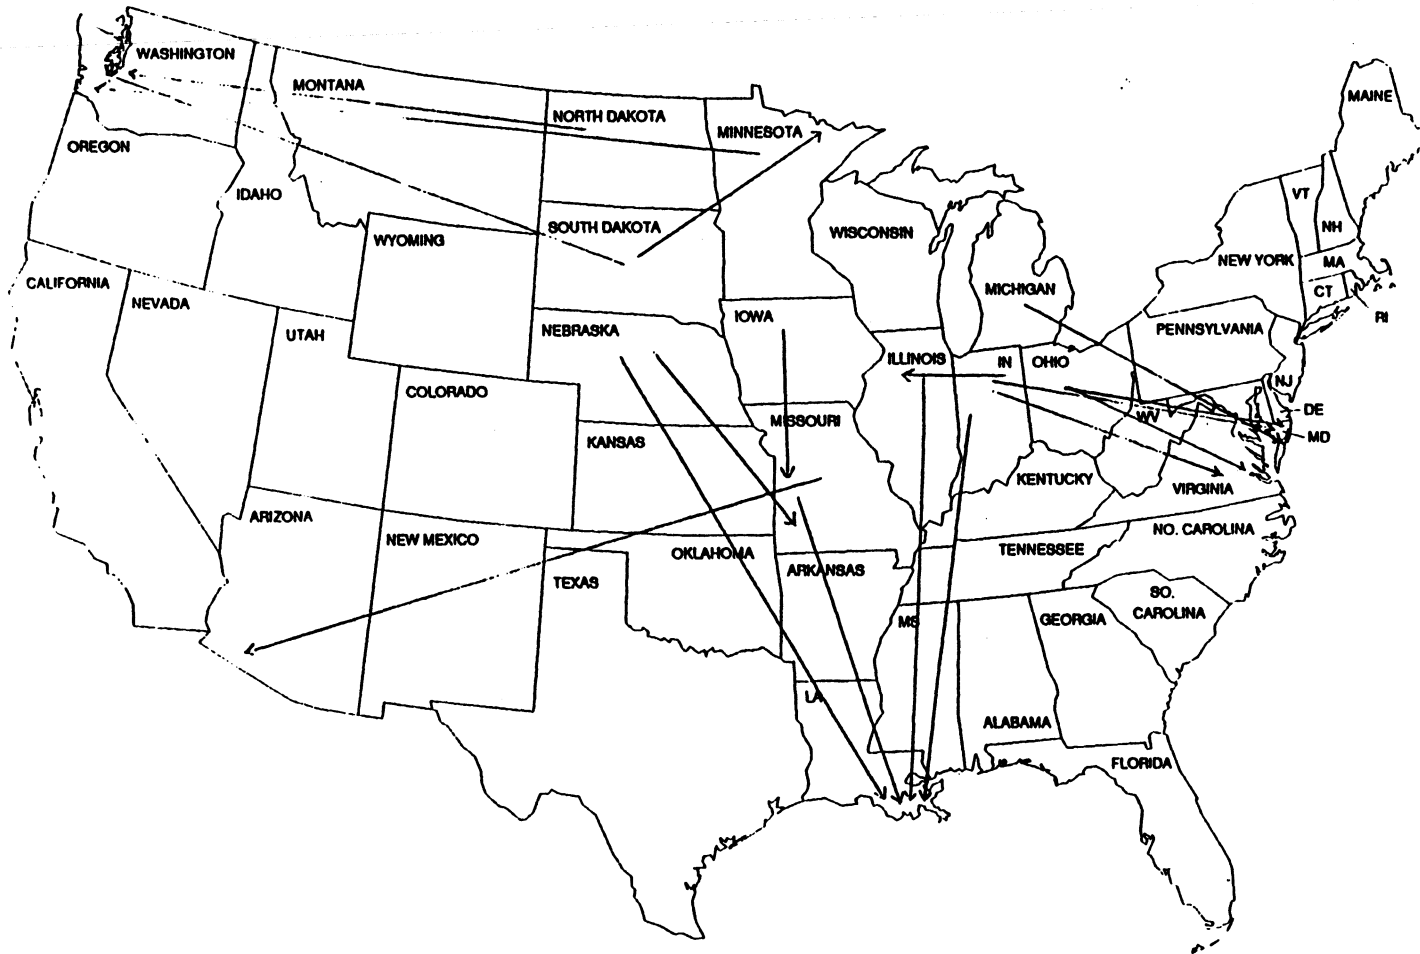 WASHINGTON
MONTANA
NORTH DAKOTA
MINNESOTA
MAINE
OREGON
IDAHO
VT
NH
SOUTH DAKOTA
WYOMING
WISCONSIN
NEW YORK
MA
CALIFORNIA
NEVADA
MICHIGAN
CT
RI
UTAH
NEBRASKA
IOWA
PENNSYLVANIA
ILLINOIS
IN
OHIO
NJ
COLORADO
DE
KANSAS
MISSOURI
WV
MD
KENTUCKY
VIRGINIA
ARIZONA
NEW MEXICO
OKLAHOMA
TENNESSEE
NO. CAROLINA
TEXAS
ARKANSAS
SO.
CAROLINA
MS
GEORGIA
LA
ALABAMA
FLORIDA